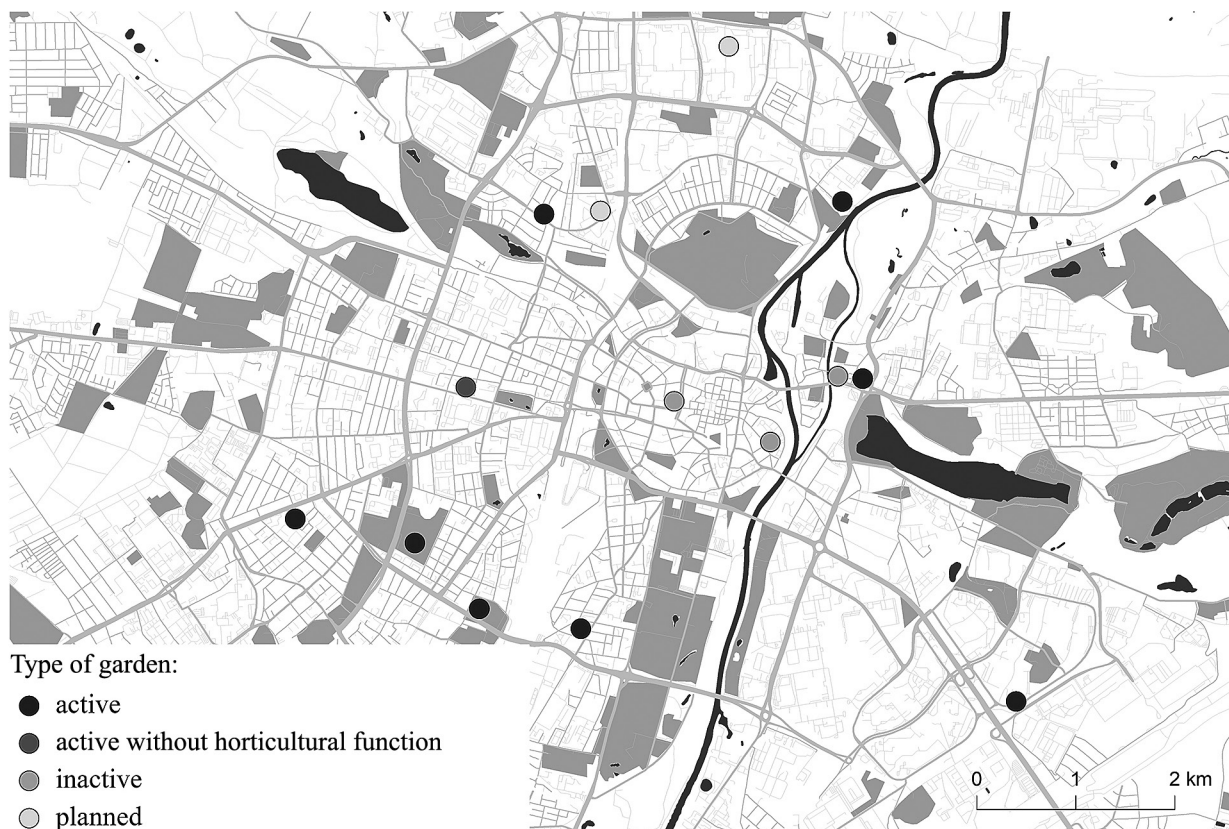 Type of garden:
active
active without horticultural function
inactive
planned
0 1 2 km